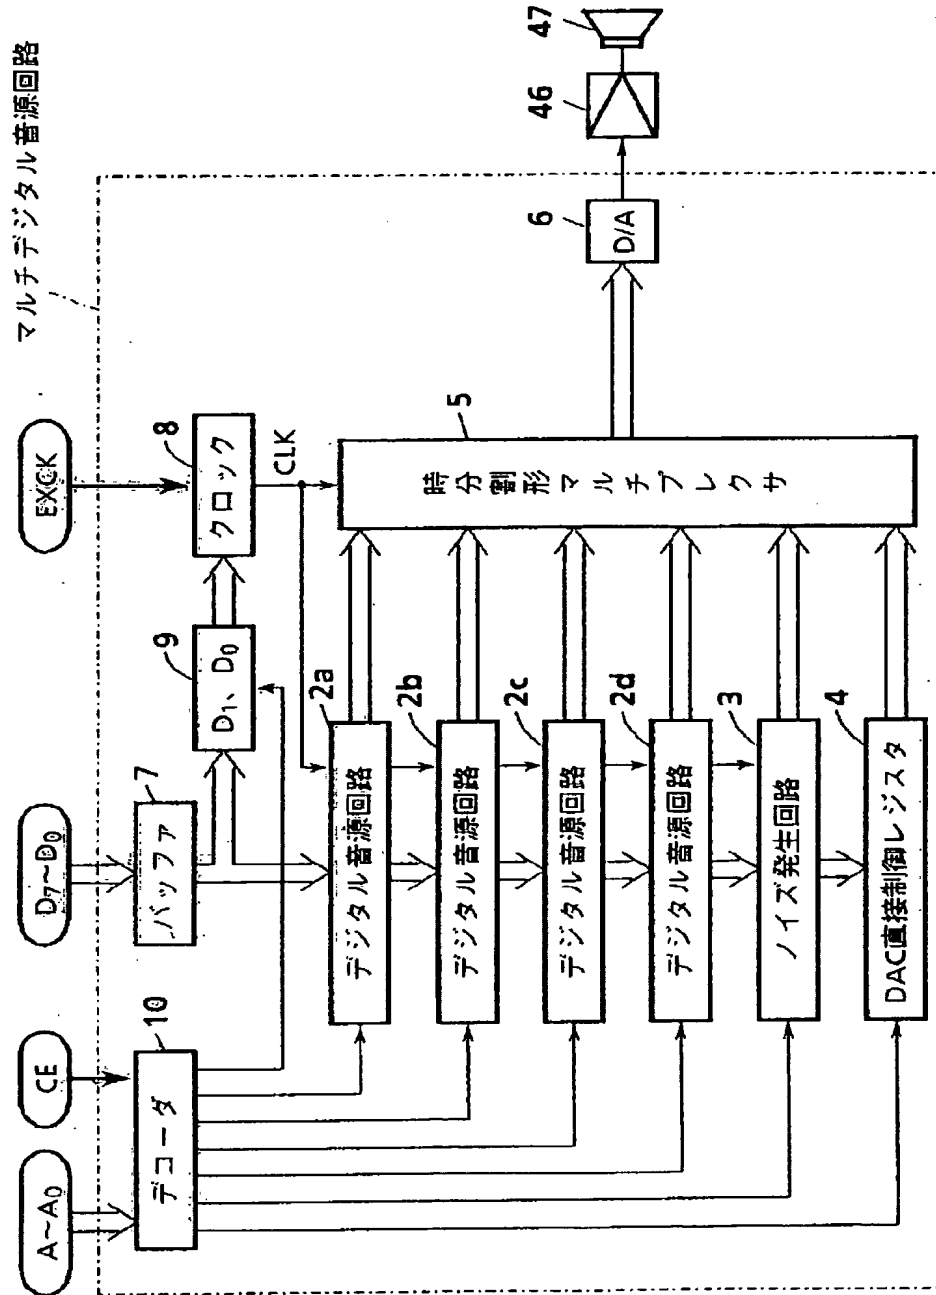 マルチデジタル音源回路
A～A₀
CE
D₇～D₀
EXCK
10
デコーダ
7
バッファ
9
D₁、D₀
8
クロック
CLK
2a
デジタル音源回路
2b
デジタル音源回路
2c
デジタル音源回路
2d
デジタル音源回路
3
ノイズ発生回路
4
DAC直接制御レジスタ
5
時分割形マルチプレクサ
6
D/A
46
47